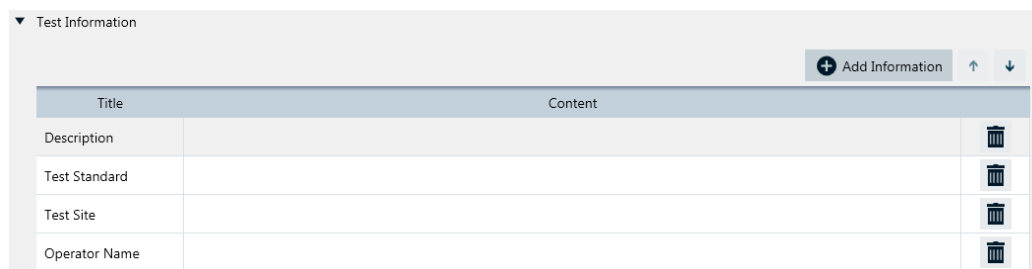 Test Information
Add Information
Title Content
Description
Test Standard
Test Site
Operator Name